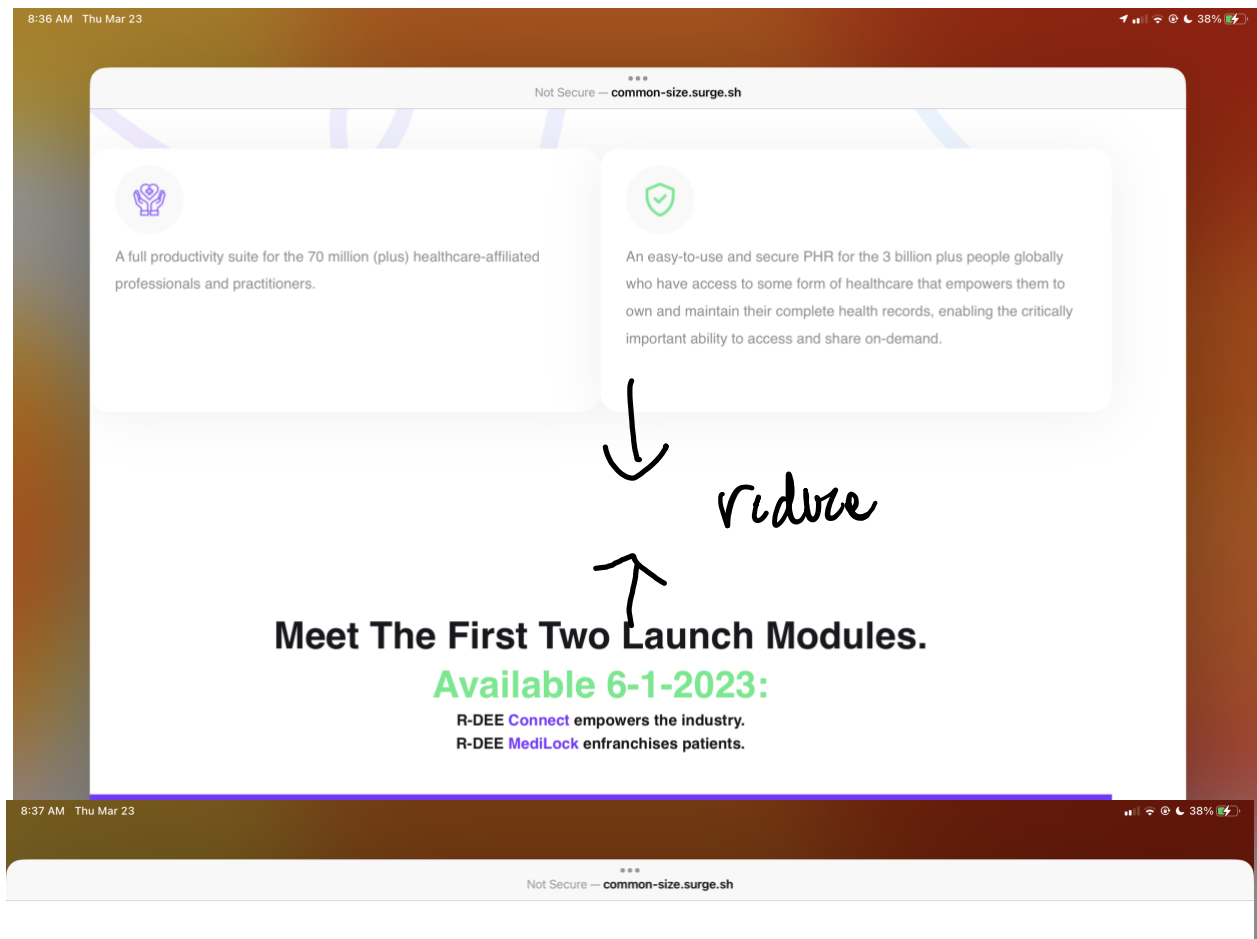 8:36 AM Thu Mar 23
38%
Not Secure — common-size.surge.sh
A full productivity suite for the 70 million (plus) healthcare-affiliated
professionals and practitioners.
An easy-to-use and secure PHR for the 3 billion plus people globally
who have access to some form of healthcare that empowers them to
own and maintain their complete health records, enabling the critically
important ability to access and share on-demand.
reduce
Meet The First Two Launch Modules.
Available 6-1-2023:
R-DEE Connect empowers the industry.
R-DEE MediLock enfranchises patients.
8:37 AM Thu Mar 23
38%
Not Secure — common-size.surge.sh